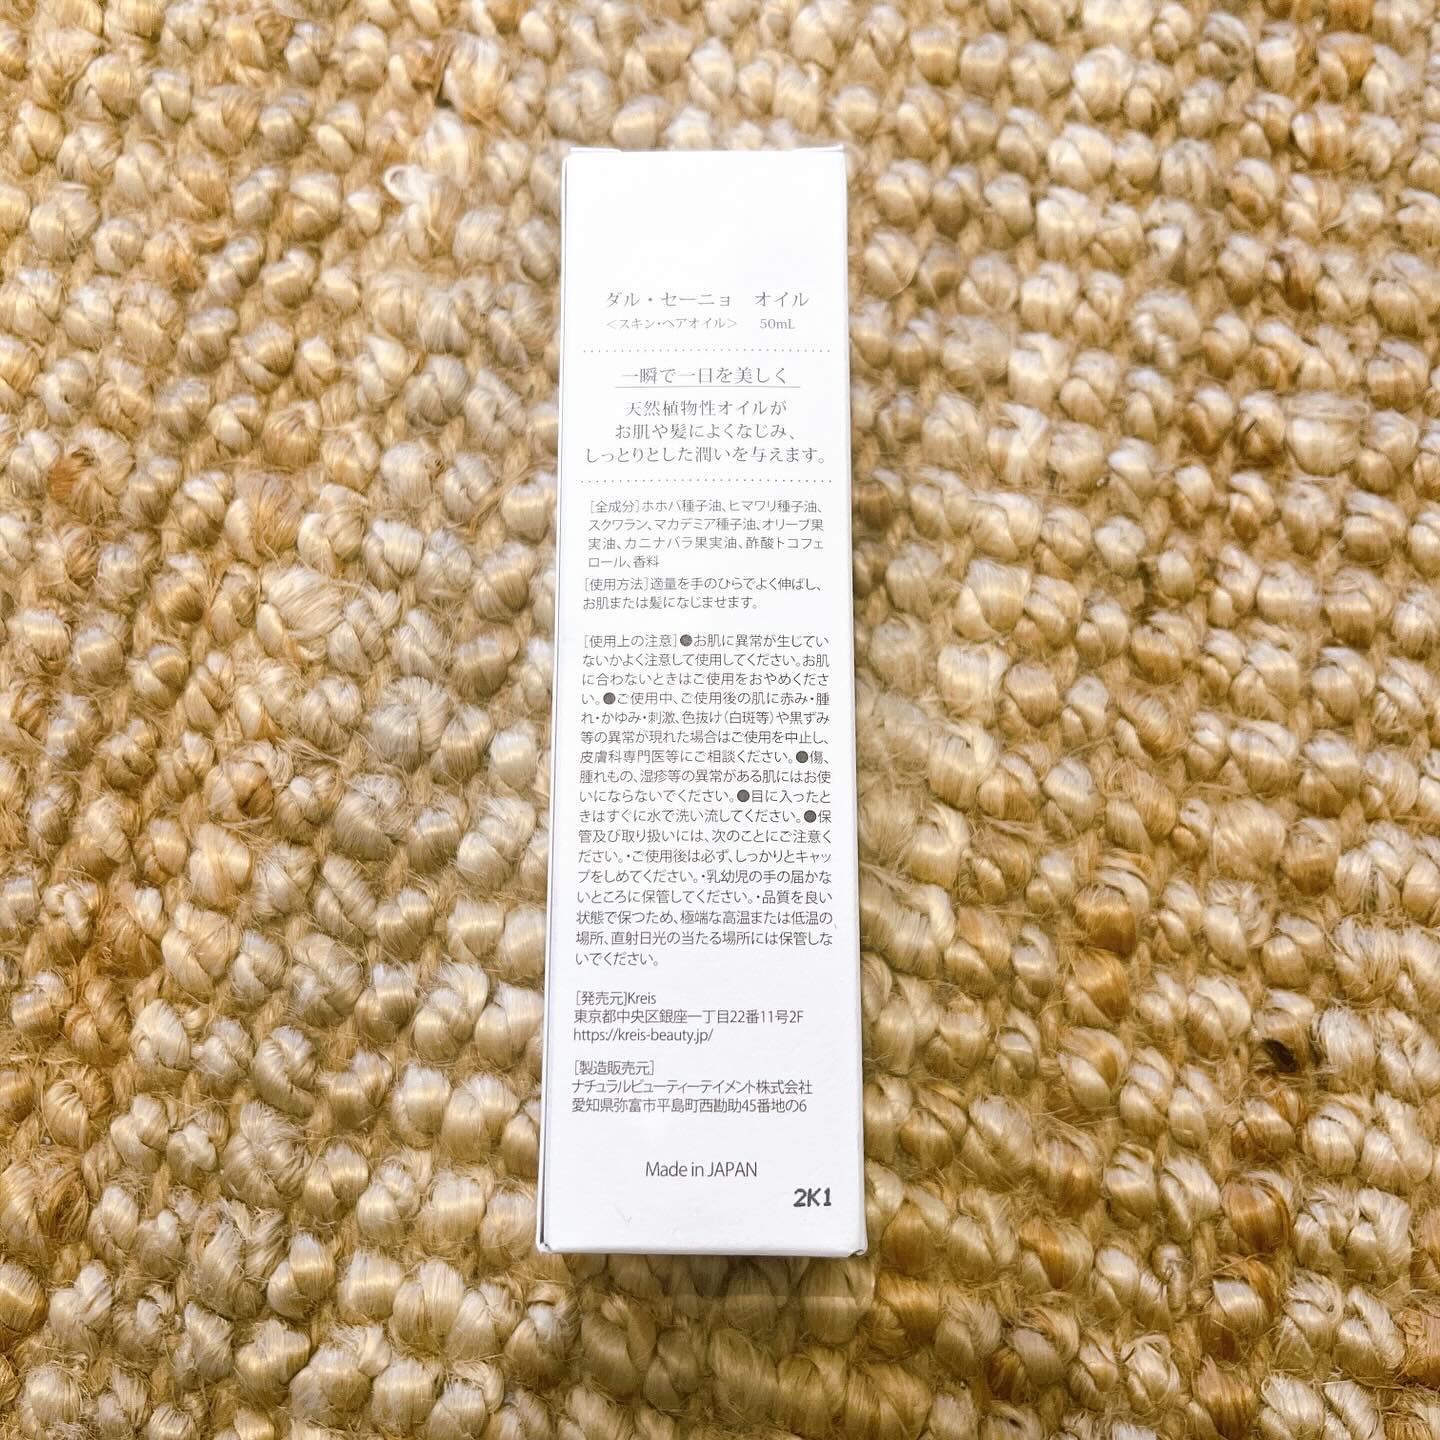 ダル・セーニョ　オイル
＜スキン・ヘアオイル＞　50mL
一瞬で一日を美しく
天然植物性オイルが
お肌や髪によくなじみ、
しっとりとした潤いを与えます。
[全成分]ホホバ種子油、ヒマワリ種子油、
スクワラン、マカデミア種子油、オリーブ果
実油、カニナバラ果実油、酢酸トコフェ
ロール、香料
[使用方法]適量を手のひらでよく伸ばし、
お肌または髪になじませます。
[使用上の注意]●お肌に異常が生じてい
ないかよく注意して使用してください。お肌
に合わないときはご使用をおやめくださ
い。●ご使用中、ご使用後の肌に赤み・腫
れ・かゆみ・刺激、色抜け(白斑等)や黒ずみ
等の異常が現れた場合はご使用を中止し、
皮膚科専門医等にご相談ください。●傷、
腫れもの、湿疹等の異常がある肌にはお使
いにならないでください。●目に入ったと
きはすぐに水で洗い流してください。●保
管及び取り扱いには、次のことにご注意く
ださい。・ご使用後は必ず、しっかりとキャッ
プをしめてください。・乳幼児の手の届かな
いところに保管してください。・品質を良い
状態で保つため、極端な高温または低温の
場所、直射日光の当たる場所には保管しな
いでください。
[発売元]Kreis
東京都中央区銀座一丁目22番11号2F
https://kreis-beauty.jp/
[製造販売元]
ナチュラルビューティーテイメント株式会社
愛知県弥富市平島町西勘助45番地の6
Made in JAPAN
2K1